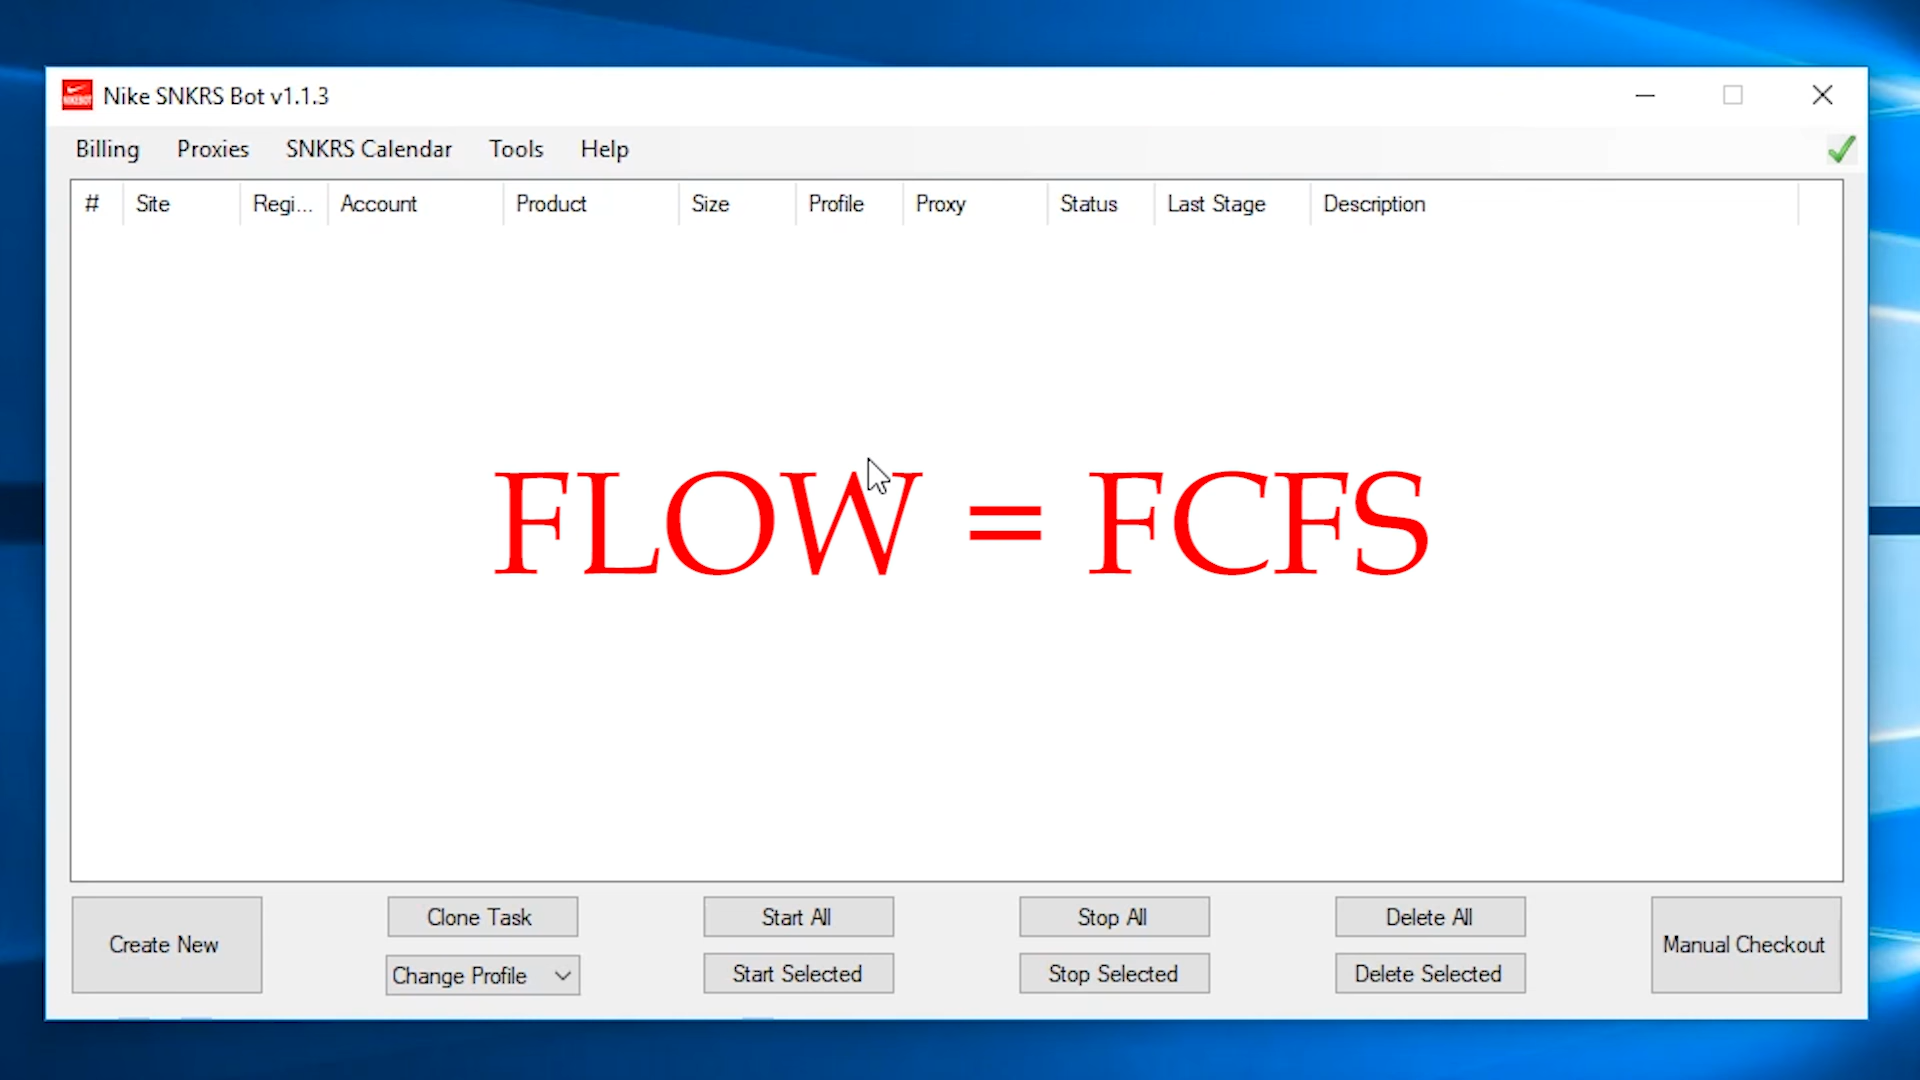 Nike SNKRS Bot v1.1.3
Billing Proxies SNKRS Calendar Tools Help
# Site Regi... Account Product Size Profile Proxy Status Last Stage Description
FLOW = FCFS
Clone Task Start All Stop All Delete All
Create New Manual Checkout
Change Profile Start Selected Stop Selected Delete Selected